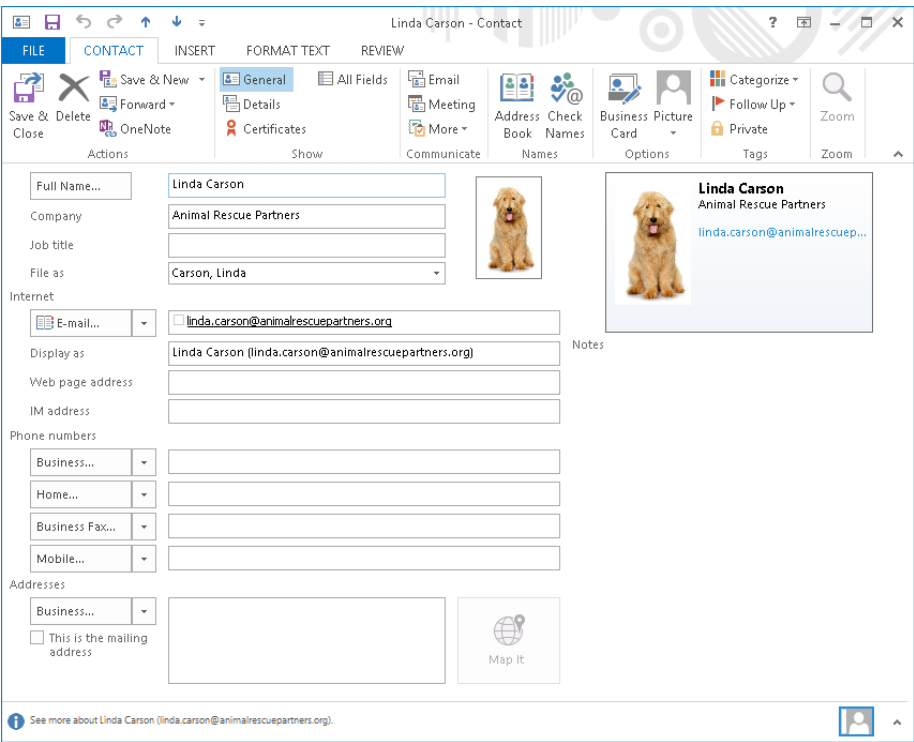 Linda Carson - Contact
?
FILE CONTACT INSERT FORMAT TEXT REVIEW
Save & Close
Delete
Save & New
Forward
OneNote
Actions
General
Details
Certificates
All Fields
Show
Email
Meeting
More
Communicate
Address Book
Check Names
Names
Business Card
Picture
Options
Categorize
Follow Up
Private
Tags
Zoom
Zoom
Full Name... Linda Carson
Company Animal Rescue Partners
Job title
File as Carson, Linda
Internet
E-mail... linda.carson@animalrescuepartners.org
Display as Linda Carson (linda.carson@animalrescuepartners.org)
Web page address
IM address
Phone numbers
Business...
Home...
Business Fax...
Mobile...
Addresses
Business...
This is the mailing
address
Map It
Linda Carson
Animal Rescue Partners
linda.carson@animalrescuep...
Notes
See more about Linda Carson (linda.carson@animalrescuepartners.org).